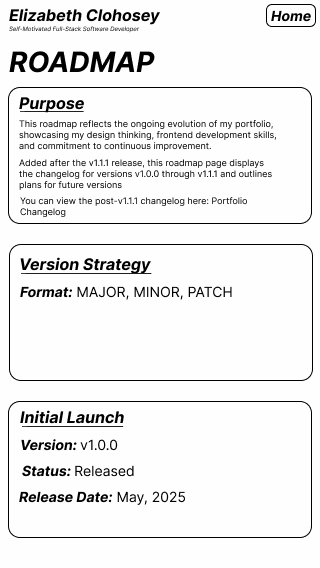 Elizabeth Clohosey
Home
Self-Motivated Full-Stack Software Developer
ROADMAP
Purpose
This roadmap reflects the ongoing evolution of my portfolio,
showcasing my design thinking, frontend development skills,
and commitment to continuous improvement.
Added after the v1.1.1 release, this roadmap page displays
the changelog for versions v1.0.0 through v1.1.1 and outlines
plans for future versions
You can view the post-v1.1.1 changelog here: Portfolio
Changelog
Version Strategy
Format: MAJOR, MINOR, PATCH
Initial Launch
Version: v1.0.0
Status: Released
Release Date: May, 2025